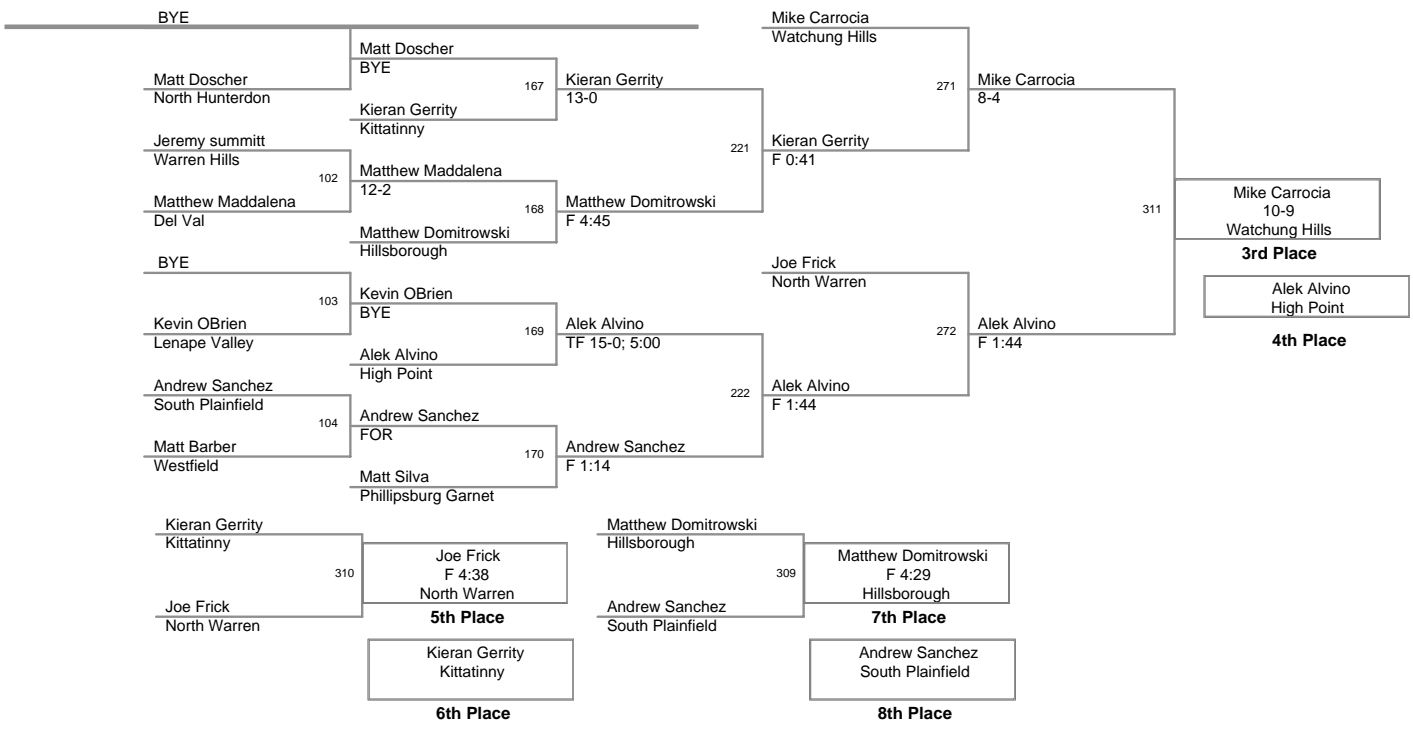 BYE
Matt Doscher
North Hunterdon
Jeremy summitt
Warren Hills
102
Matthew Maddalena
Del Val
BYE
103
Kevin OBrien
Lenape Valley
Andrew Sanchez
South Plainfield
104
Matt Barber
Westfield
Matt Doscher
BYE
167
Kieran Gerrity
Kittatinny
Matthew Maddalena
12-2
168
Matthew Domitrowski
Hillsborough
Kevin OBrien
BYE
169
Alek Alvino
High Point
Andrew Sanchez
FOR
170
Matt Silva
Phillipsburg Garnet
Kieran Gerrity
13-0
221
Matthew Domitrowski
F 4:45
Alek Alvino
TF 15-0; 5:00
222
Andrew Sanchez
F 1:14
Mike Carrocia
Watchung Hills
271
Kieran Gerrity
F 0:41
Joe Frick
North Warren
272
Alek Alvino
F 1:44
Mike Carrocia
8-4
311
Alek Alvino
F 1:44
Mike Carrocia
10-9
Watchung Hills
3rd Place
Alek Alvino
High Point
4th Place
Kieran Gerrity
Kittatinny
310
Joe Frick
North Warren
Joe Frick
F 4:38
North Warren
5th Place
Kieran Gerrity
Kittatinny
6th Place
Matthew Domitrowski
Hillsborough
309
Andrew Sanchez
South Plainfield
Matthew Domitrowski
F 4:29
Hillsborough
7th Place
Andrew Sanchez
South Plainfield
8th Place